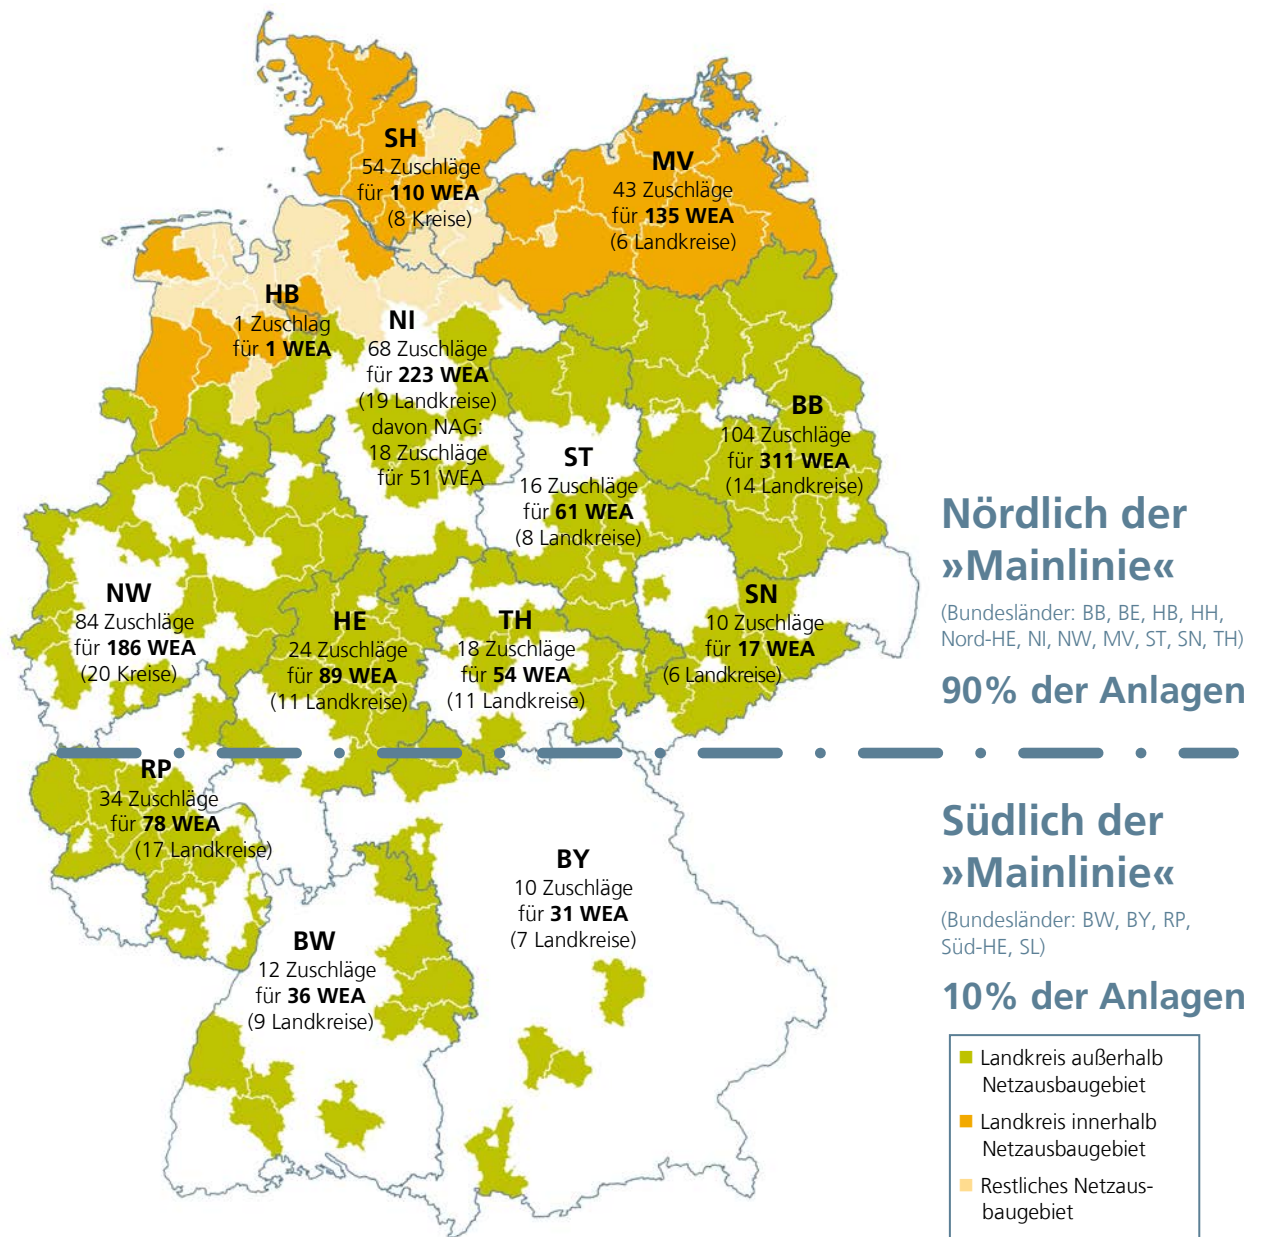 SH
54 Zuschläge
für 110 WEA
(8 Kreise)
MV
43 Zuschläge
für 135 WEA
(6 Landkreise)
HB
1 Zuschlag
für 1 WEA
NI
68 Zuschläge
für 223 WEA
(19 Landkreise)
davon NAG:
18 Zuschläge
für 51 WEA
BB
104 Zuschläge
für 311 WEA
(14 Landkreise)
ST
16 Zuschläge
für 61 WEA
(8 Landkreise)
NW
84 Zuschläge
für 186 WEA
(20 Kreise)
HE
24 Zuschläge
für 89 WEA
(11 Landkreise)
TH
18 Zuschläge
für 54 WEA
(11 Landkreise)
SN
10 Zuschläge
für 17 WEA
(6 Landkreise)
Nördlich der
»Mainlinie«
(Bundesländer: BB, BE, HB, HH,
Nord-HE, NI, NW, MV, ST, SN, TH)
90% der Anlagen
RP
34 Zuschläge
für 78 WEA
(17 Landkreise)
BY
10 Zuschläge
für 31 WEA
(7 Landkreise)
BW
12 Zuschläge
für 36 WEA
(9 Landkreise)
Südlich der
»Mainlinie«
(Bundesländer: BW, BY, RP,
Süd-HE, SL)
10% der Anlagen
Landkreis außerhalb
Netzausbaugebiet
Landkreis innerhalb
Netzausbaugebiet
Restliches Netzaus-
baugebiet